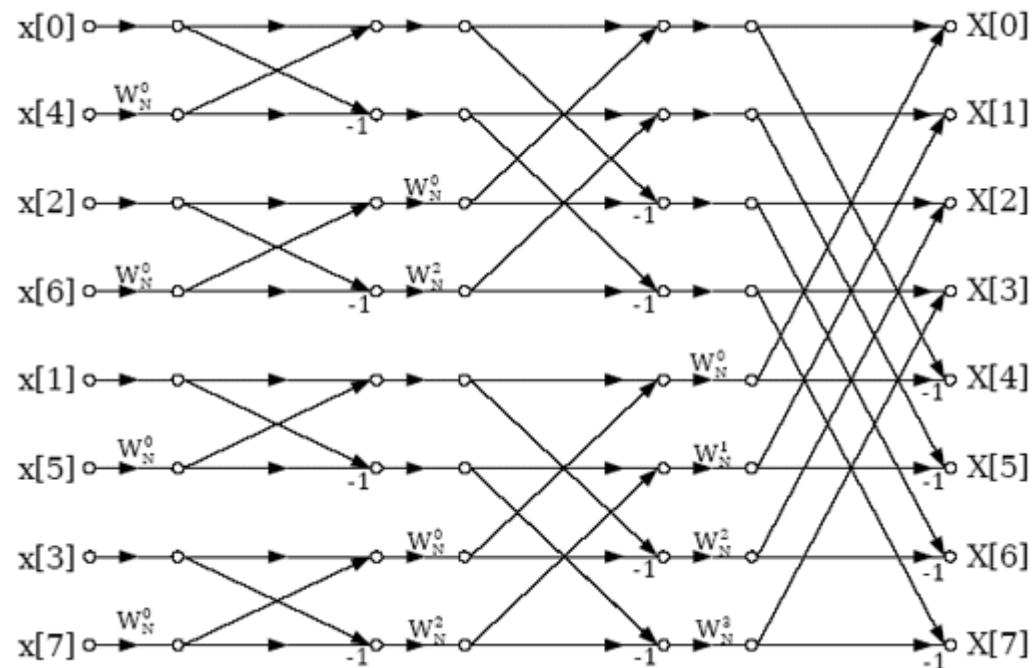 x[0] X[0]
W_N^0
x[4] -1 X[1]
W_N^0
x[2] -1 X[2]
W_N^0 W_N^2
x[6] -1 -1 X[3]
W_N^0
x[1] -1 X[4]
W_N^0 W_N^1
x[5] -1 -1 X[5]
W_N^0 W_N^2
x[3] -1 -1 X[6]
W_N^0 W_N^2 W_N^3
x[7] -1 -1 -1 X[7]